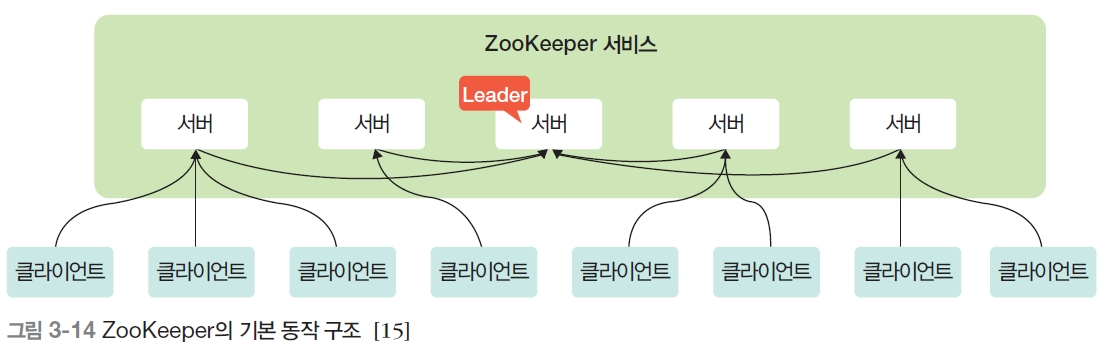 ZooKeeper 서비스
Leader
서버 서버 서버 서버 서버
클라이언트 클라이언트 클라이언트 클라이언트 클라이언트 클라이언트 클라이언트 클라이언트
그림 3-14 ZooKeeper의 기본 동작 구조 [15]